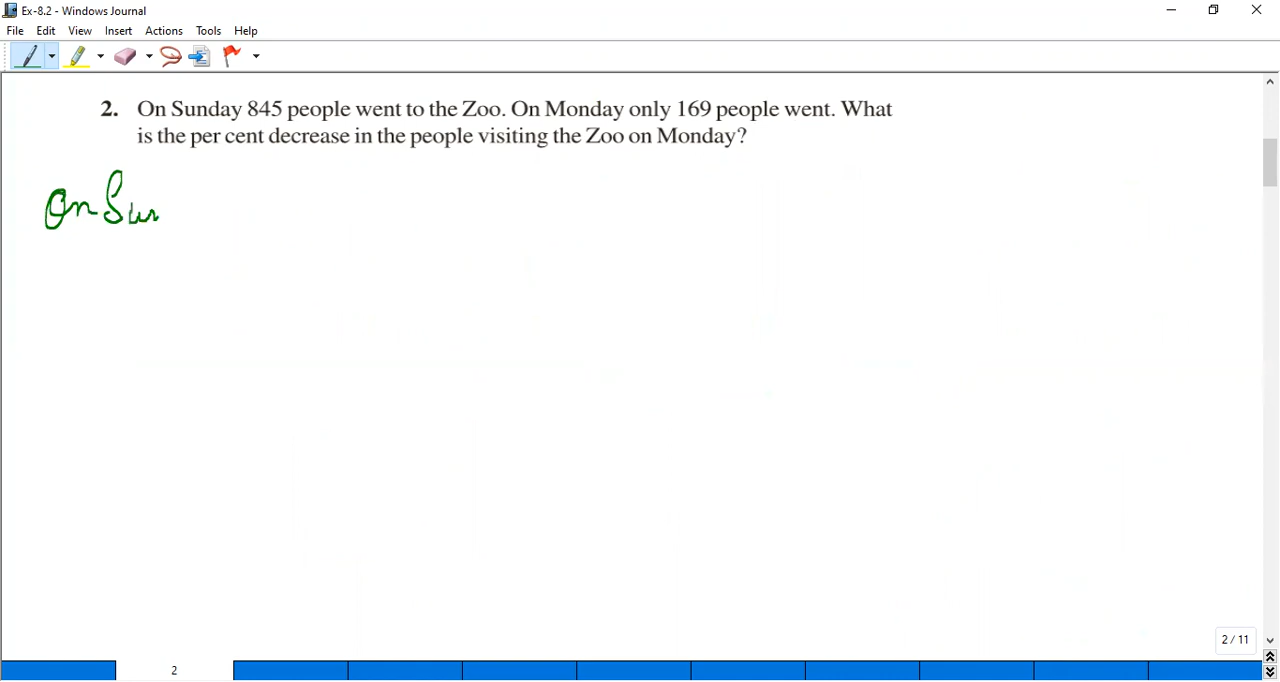 Ex-8.2 - Windows Journal
File Edit View Insert Actions Tools Help
2. On Sunday 845 people went to the Zoo. On Monday only 169 people went. What
is the per cent decrease in the people visiting the Zoo on Monday?
On Sun
2 / 11
2